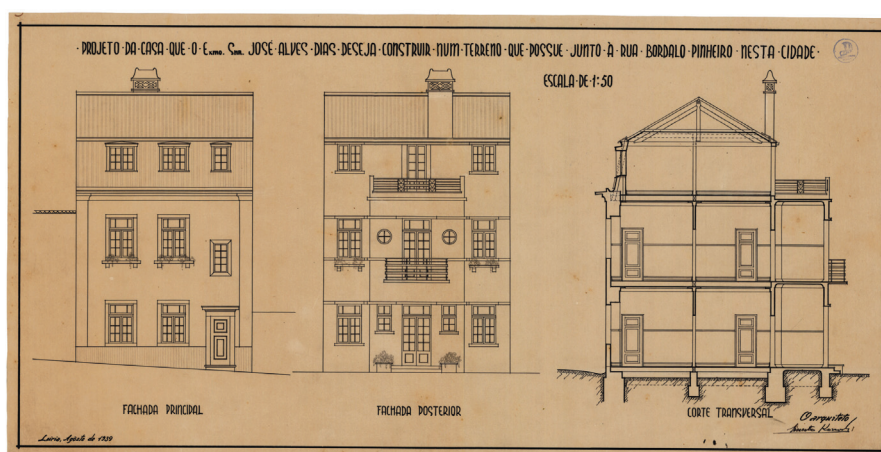 ·PROJETO·DA·CASA·QUE·O·Exmo. Snr. JOSÉ·ALVES·DIAS·DESEJA·CONSTRUIR·NUM·TERRENO·QUE·POSSUE·JUNTO·À·RUA·BORDALO·PINHEIRO·NESTA·CIDADE·
ESCALA·DE·1:50
FACHADA PRINCIPAL
FACHADA POSTERIOR
CORTE TRANSVERSAL
O arquiteto
Leiria, Agosto de 1939